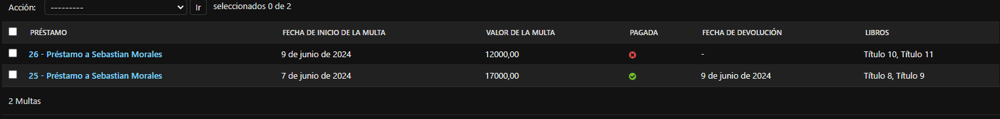 Acción: --------- Ir seleccionados 0 de 2
PRÉSTAMO FECHA DE INICIO DE LA MULTA VALOR DE LA MULTA PAGADA FECHA DE DEVOLUCIÓN LIBROS
26 - Préstamo a Sebastian Morales 9 de junio de 2024 12000,00 - Título 10, Título 11
25 - Préstamo a Sebastian Morales 7 de junio de 2024 17000,00 9 de junio de 2024 Título 8, Título 9
2 Multas